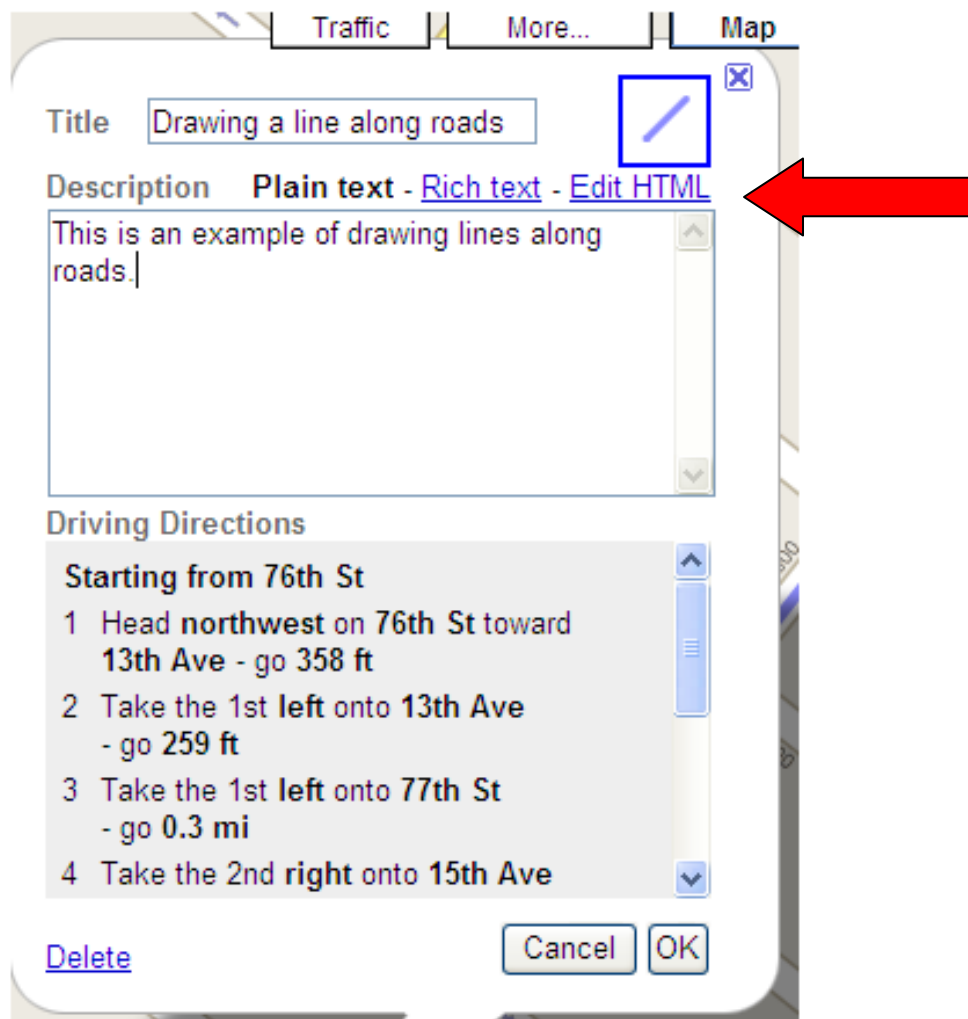 Traffic More... Map
Title Drawing a line along roads
Description Plain text - Rich text - Edit HTML
This is an example of drawing lines along
roads.
Driving Directions
Starting from 76th St
1 Head northwest on 76th St toward
13th Ave - go 358 ft
2 Take the 1st left onto 13th Ave
- go 259 ft
3 Take the 1st left onto 77th St
- go 0.3 mi
4 Take the 2nd right onto 15th Ave
Delete Cancel OK